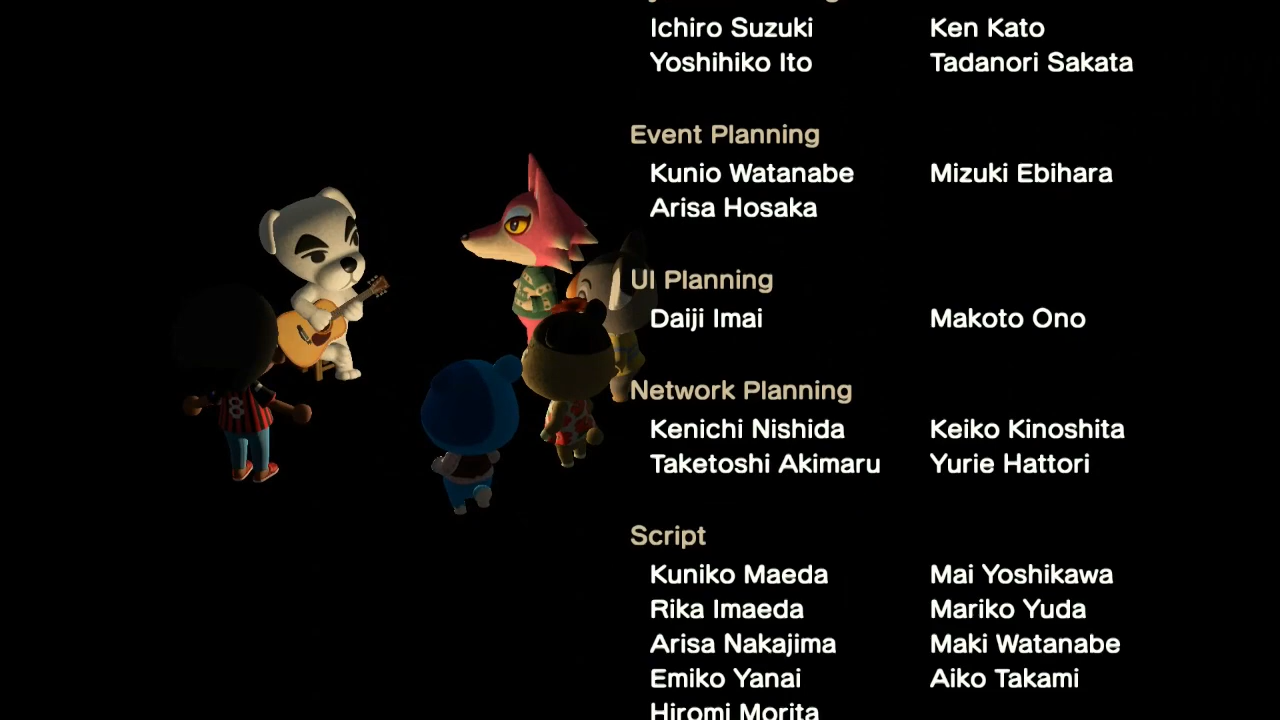 Ichiro Suzuki Ken Kato
Yoshihiko Ito Tadanori Sakata
Event Planning
Kunio Watanabe Mizuki Ebihara
Arisa Hosaka
UI Planning
Daiji Imai Makoto Ono
Network Planning
Kenichi Nishida Keiko Kinoshita
Taketoshi Akimaru Yurie Hattori
Script
Kuniko Maeda Mai Yoshikawa
Rika Imaeda Mariko Yuda
Arisa Nakajima Maki Watanabe
Emiko Yanai Aiko Takami
Hiromi Morita
8